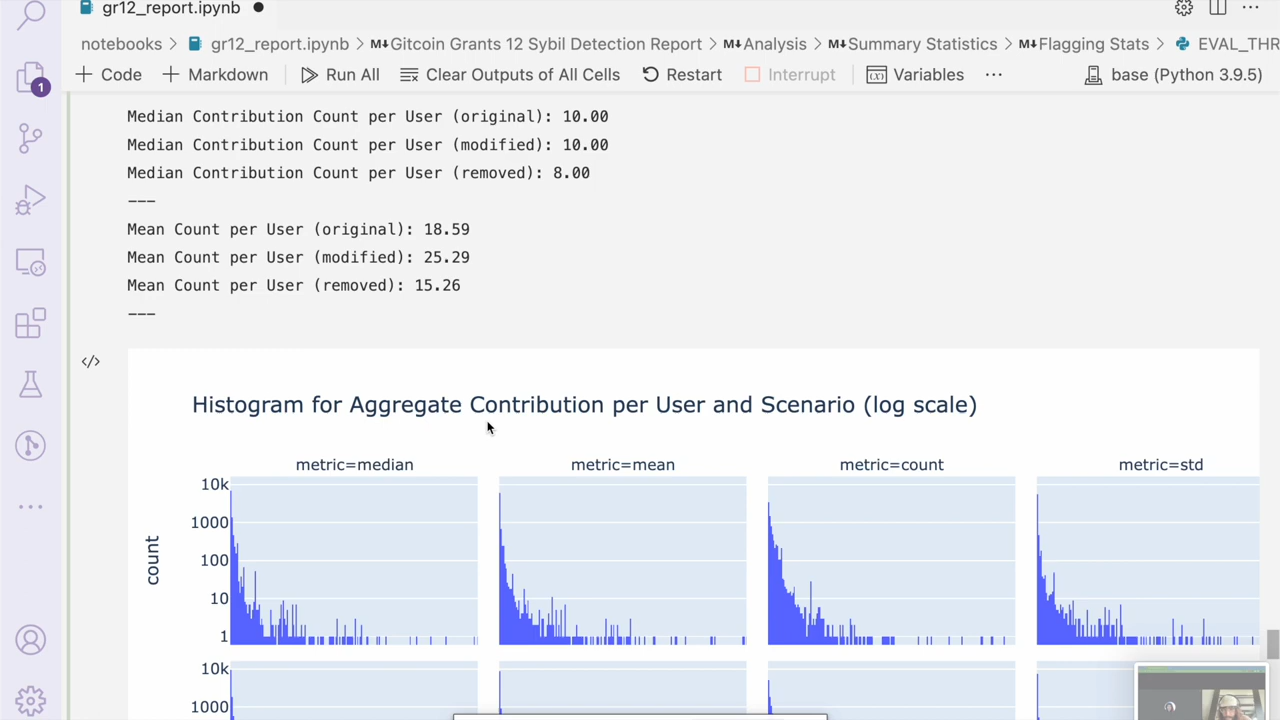 gr12_report.ipynb
notebooks > gr12_report.ipynb > M↓Gitcoin Grants 12 Sybil Detection Report > M↓Analysis > M↓Summary Statistics > M↓Flagging Stats > EVAL_THR
+ Code + Markdown Run All Clear Outputs of All Cells Restart Interrupt Variables ... base (Python 3.9.5)
1
Median Contribution Count per User (original): 10.00
Median Contribution Count per User (modified): 10.00
Median Contribution Count per User (removed): 8.00
---
Mean Count per User (original): 18.59
Mean Count per User (modified): 25.29
Mean Count per User (removed): 15.26
---
</>
Histogram for Aggregate Contribution per User and Scenario (log scale)
metric=median metric=mean metric=count metric=std
10k
1000
100
10
1
count
10k
1000